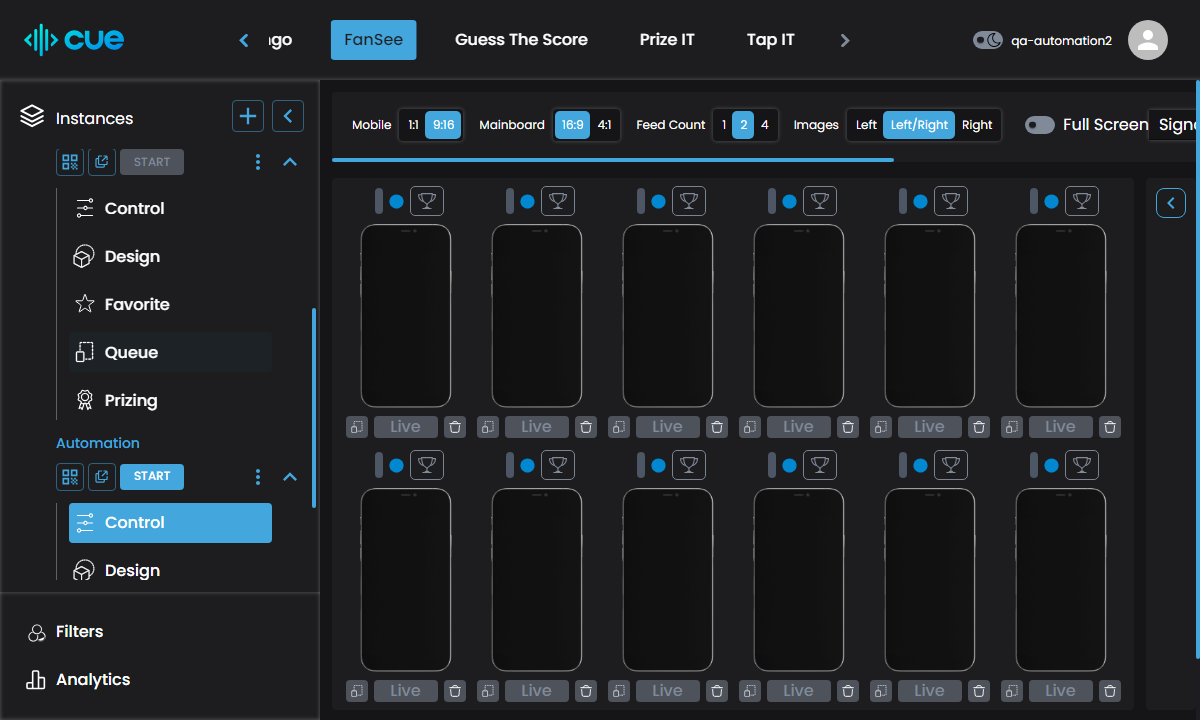 cue
FanSee
Guess The Score
Prize IT
Tap IT
qa-automation2
Instances
START
Control
Design
Favorite
Queue
Prizing
Automation
START
Control
Design
Filters
Analytics
Mobile 1:1 9:16 Mainboard 16:9 4:1 Feed Count 1 2 4 Images Left Left/Right Right Full Screen
Live Live Live Live Live Live
Live Live Live Live Live Live